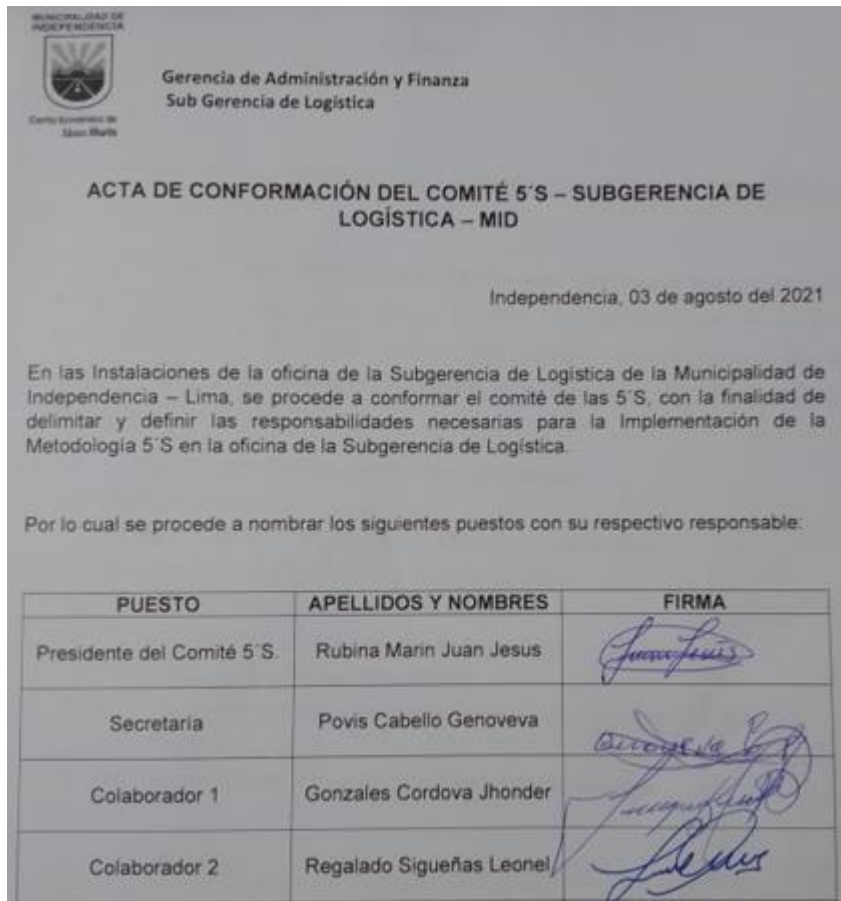 MUNICIPALIDAD DE
INDEPENDENCIA
Gerencia de Administración y Finanza
Sub Gerencia de Logística
ACTA DE CONFORMACIÓN DEL COMITÉ 5´S – SUBGERENCIA DE
LOGÍSTICA – MID
Independencia, 03 de agosto del 2021
En las Instalaciones de la oficina de la Subgerencia de Logística de la Municipalidad de
Independencia – Lima, se procede a conformar el comité de las 5´S, con la finalidad de
delimitar y definir las responsabilidades necesarias para la Implementación de la
Metodología 5´S en la oficina de la Subgerencia de Logística.
Por lo cual se procede a nombrar los siguientes puestos con su respectivo responsable:
PUESTO APELLIDOS Y NOMBRES FIRMA
Presidente del Comité 5´S. Rubina Marin Juan Jesus
Secretaria Povis Cabello Genoveva
Colaborador 1 Gonzales Cordova Jhonder
Colaborador 2 Regalado Sigueñas Leonel